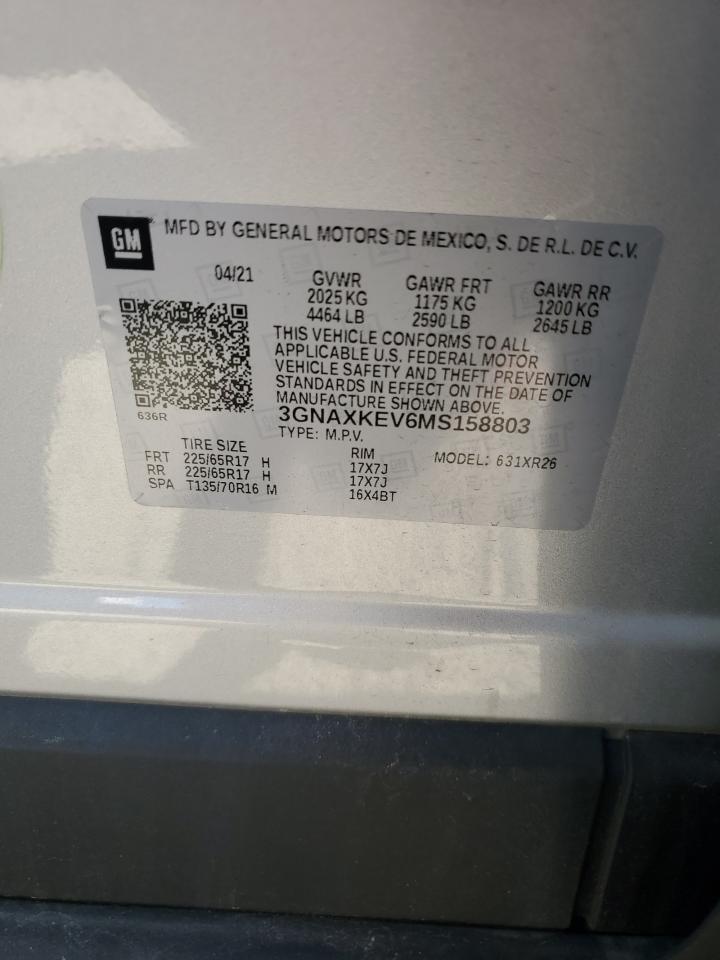 GM
MFD BY GENERAL MOTORS DE MEXICO, S. DE R.L. DE C.V.
04/21 GVWR GAWR FRT GAWR RR
2025 KG 1175 KG 1200 KG
4464 LB 2590 LB 2645 LB
THIS VEHICLE CONFORMS TO ALL
APPLICABLE U.S. FEDERAL MOTOR
VEHICLE SAFETY AND THEFT PREVENTION
STANDARDS IN EFFECT ON THE DATE OF
MANUFACTURE SHOWN ABOVE.
636R 3GNAXKEV6MS158803
TYPE: M.P.V.
TIRE SIZE RIM MODEL: 631XR26
FRT 225/65R17 H 17X7J
RR 225/65R17 H 17X7J
SPA T135/70R16 M 16X4BT